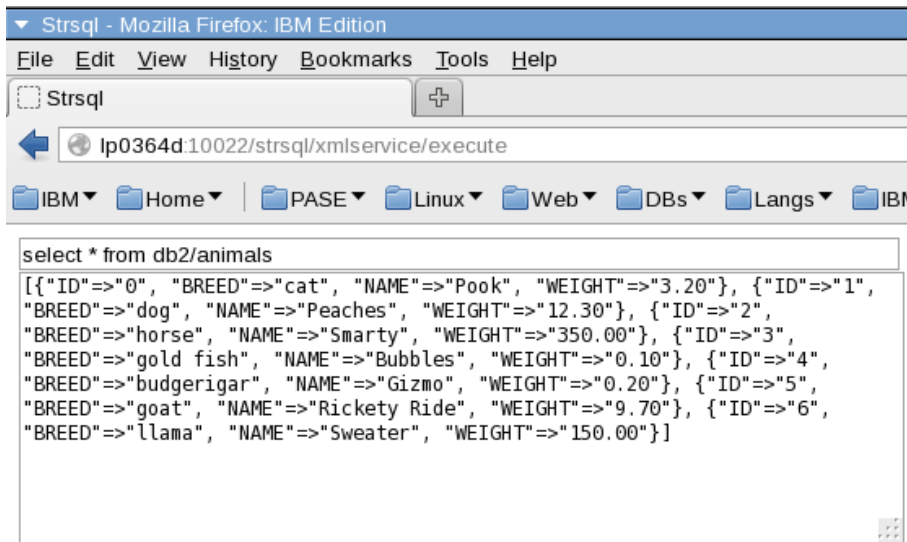 Strsql - Mozilla Firefox: IBM Edition
File Edit View History Bookmarks Tools Help
Strsql
lp0364d:10022/strsql/xmlservice/execute
IBM Home PASE Linux Web DBs Langs IBM
select * from db2/animals
[{"ID"=>"0", "BREED"=>"cat", "NAME"=>"Pook", "WEIGHT"=>"3.20"}, {"ID"=>"1",
"BREED"=>"dog", "NAME"=>"Peaches", "WEIGHT"=>"12.30"}, {"ID"=>"2",
"BREED"=>"horse", "NAME"=>"Smarty", "WEIGHT"=>"350.00"}, {"ID"=>"3",
"BREED"=>"gold fish", "NAME"=>"Bubbles", "WEIGHT"=>"0.10"}, {"ID"=>"4",
"BREED"=>"budgerigar", "NAME"=>"Gizmo", "WEIGHT"=>"0.20"}, {"ID"=>"5",
"BREED"=>"goat", "NAME"=>"Rickety Ride", "WEIGHT"=>"9.70"}, {"ID"=>"6",
"BREED"=>"llama", "NAME"=>"Sweater", "WEIGHT"=>"150.00"}]